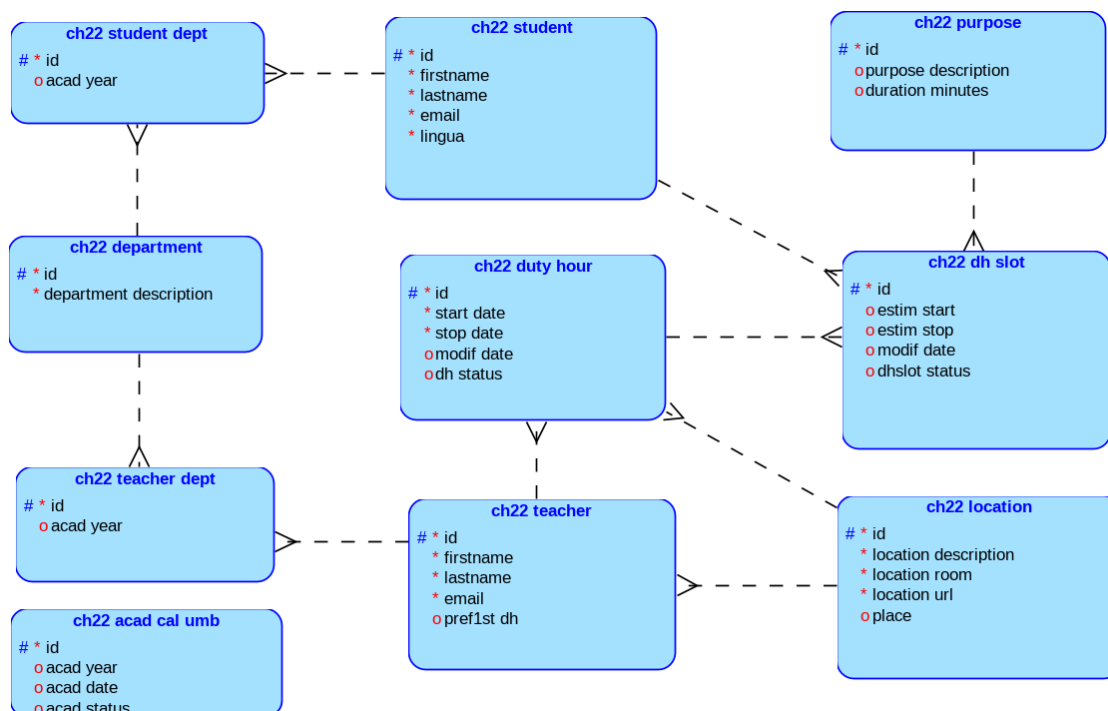 ch22 student dept
# * id
o acad year
ch22 student
# * id
* firstname
* lastname
* email
* lingua
ch22 purpose
# * id
o purpose description
o duration minutes
ch22 department
# * id
* department description
ch22 duty hour
# * id
* start date
* stop date
o modif date
o dh status
ch22 dh slot
# * id
o estim start
o estim stop
o modif date
o dhslot status
ch22 teacher dept
# * id
o acad year
ch22 teacher
# * id
* firstname
* lastname
* email
o pref1st dh
ch22 location
# * id
* location description
* location room
* location url
o place
ch22 acad cal umb
# * id
o acad year
o acad date
o acad status